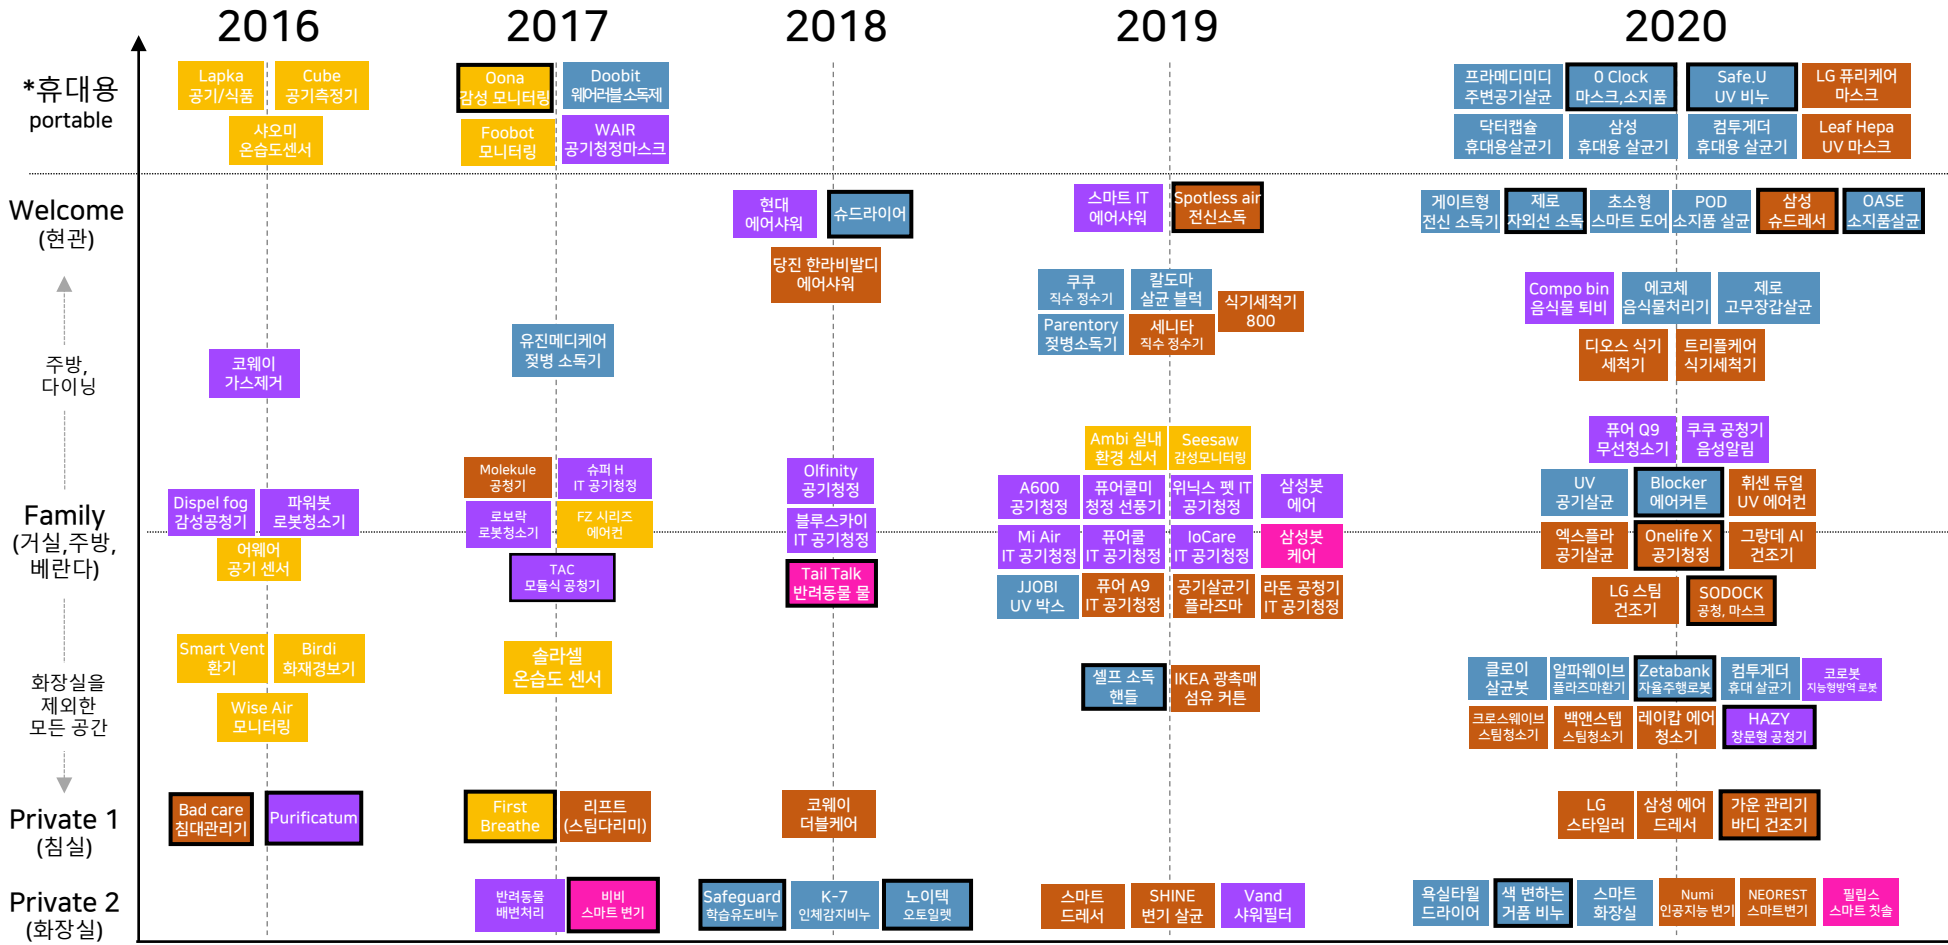 2016
2017
2018
2019
2020
*휴대용
portable
Lapka
공기/식품
Cube
공기측정기
샤오미
온습도센서
Oona
감성 모니터링
Doobit
웨어러블소독제
Foobot
모니터링
WAIR
공기청정마스크
프라메디미디
주변공기살균
O Clock
마스크,소지품
Safe.U
UV 비누
LG 퓨리케어
마스크
닥터캡슐
휴대용살균기
삼성
휴대용 살균기
컴투게더
휴대용 살균기
Leaf Hepa
UV 마스크
Welcome
(현관)
현대
에어샤워
슈드라이어
당진 한라비발디
에어샤워
스마트 IT
에어샤워
Spotless air
전신소독
게이트형
전신 소독기
제로
자외선 소독
초소형
스마트 도어
POD
소지품 살균
삼성
슈드레서
OASE
소지품살균
주방,
다이닝
코웨이
가스제거
유진메디케어
젖병 소독기
쿠쿠
직수 정수기
칼도마
살균 블럭
식기세척기
800
Parentory
젖병소독기
세니타
직수 정수기
Compo bin
음식물 퇴비
에코체
음식물처리기
제로
고무장갑살균
디오스 식기
세척기
트리플케어
식기세척기
Family
(거실,주방,
베란다)
Dispel fog
감성공청기
파워봇
로봇청소기
어웨어
공기 센서
Molekule
공청기
슈퍼 H
IT 공기청정
로보락
로봇청소기
FZ 시리즈
에어컨
TAC
모듈식 공청기
Olfinity
공기청정
블루스카이
IT 공기청정
Tail Talk
반려동물 물
Ambi 실내
환경 센서
Seesaw
감성모니터링
A600
공기청정
퓨어쿨미
청정 선풍기
위닉스 펫 IT
공기청정
삼성봇
에어
Mi Air
IT 공기청정
퓨어쿨
IT 공기청정
IoCare
IT 공기청정
삼성봇
케어
JJOBI
UV 박스
퓨어 A9
IT 공기청정
공기살균기
플라즈마
라돈 공청기
IT 공기청정
퓨어 Q9
무선청소기
쿠쿠 공청기
음성알림
UV
공기살균
Blocker
에어커튼
휘센 듀얼
UV 에어컨
엑스플라
공기살균
Onelife X
공기청정
그랑데 AI
건조기
LG 스팀
건조기
SODOCK
공청, 마스크
화장실을
제외한
모든 공간
Smart Vent
환기
Birdi
화재경보기
Wise Air
모니터링
솔라셀
온습도 센서
셀프 소독
핸들
IKEA 광촉매
섬유 커튼
클로이
살균봇
알파웨이브
플라즈마환기
Zetabank
자율주행로봇
컴투게더
휴대 살균기
코로봇
지능형방역 로봇
크로스웨이브
스팀청소기
백앤스텝
스팀청소기
레이캅 에어
청소기
HAZY
창문형 공청기
Private 1
(침실)
Bad care
침대관리기
Purificatum
First
Breathe
리프트
(스팀다리미)
코웨이
더블케어
LG
스타일러
삼성 에어
드레서
가운 관리기
바디 건조기
Private 2
(화장실)
반려동물
배변처리
비비
스마트 변기
Safeguard
학습유도비누
K-7
인체감지비누
노이텍
오토일렛
스마트
드레서
SHINE
변기 살균
Vand
샤워필터
욕실타월
드라이어
색 변하는
거품 비누
스마트
화장실
Numi
인공지능 변기
NEOREST
스마트변기
필립스
스마트 칫솔